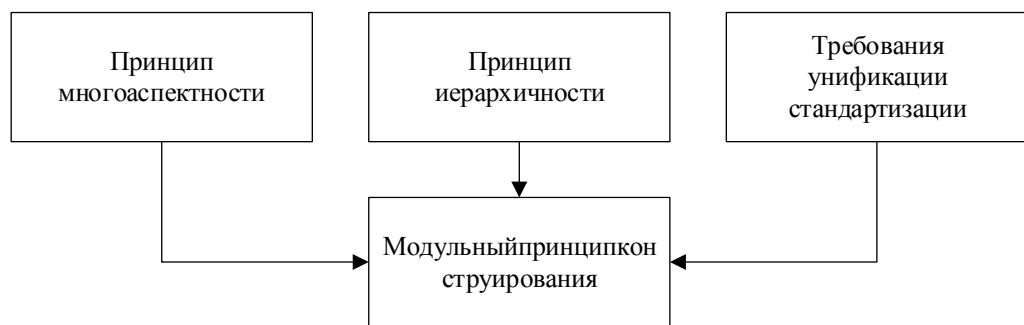 Принцип
многоаспектности
Принцип
иерархичности
Требования
унификации
стандартизации
Модульныйпринципкон
струирования